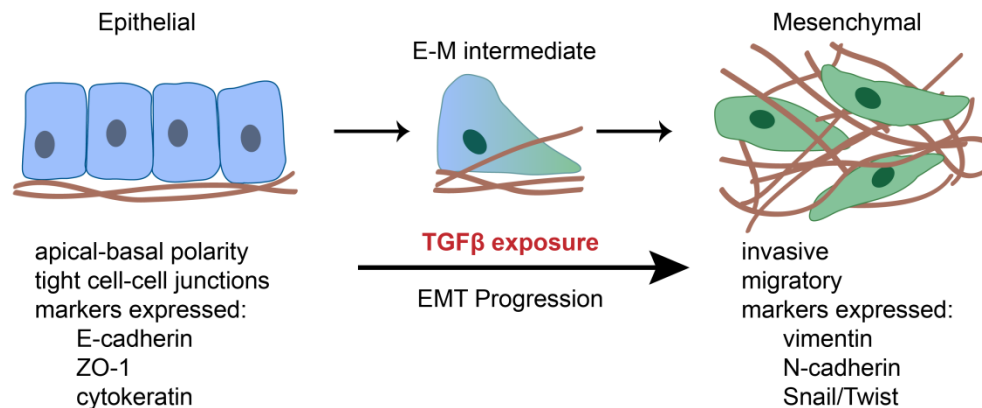 Epithelial
E-M intermediate
Mesenchymal
apical-basal polarity
tight cell-cell junctions
markers expressed:
E-cadherin
ZO-1
cytokeratin
TGFβ exposure
EMT Progression
invasive
migratory
markers expressed:
vimentin
N-cadherin
Snail/Twist